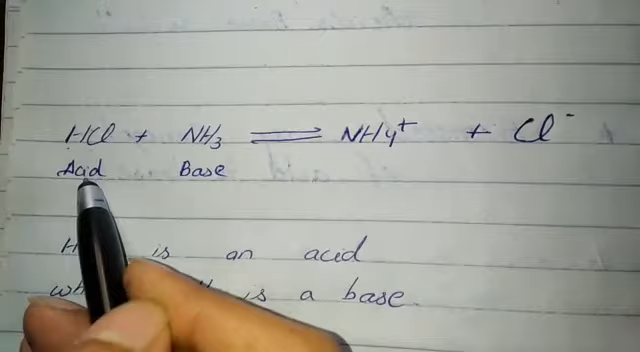 HCl + NH₃ ⇌ NH₄⁺ + Cl⁻
Acid Base
is an acid
is a base.